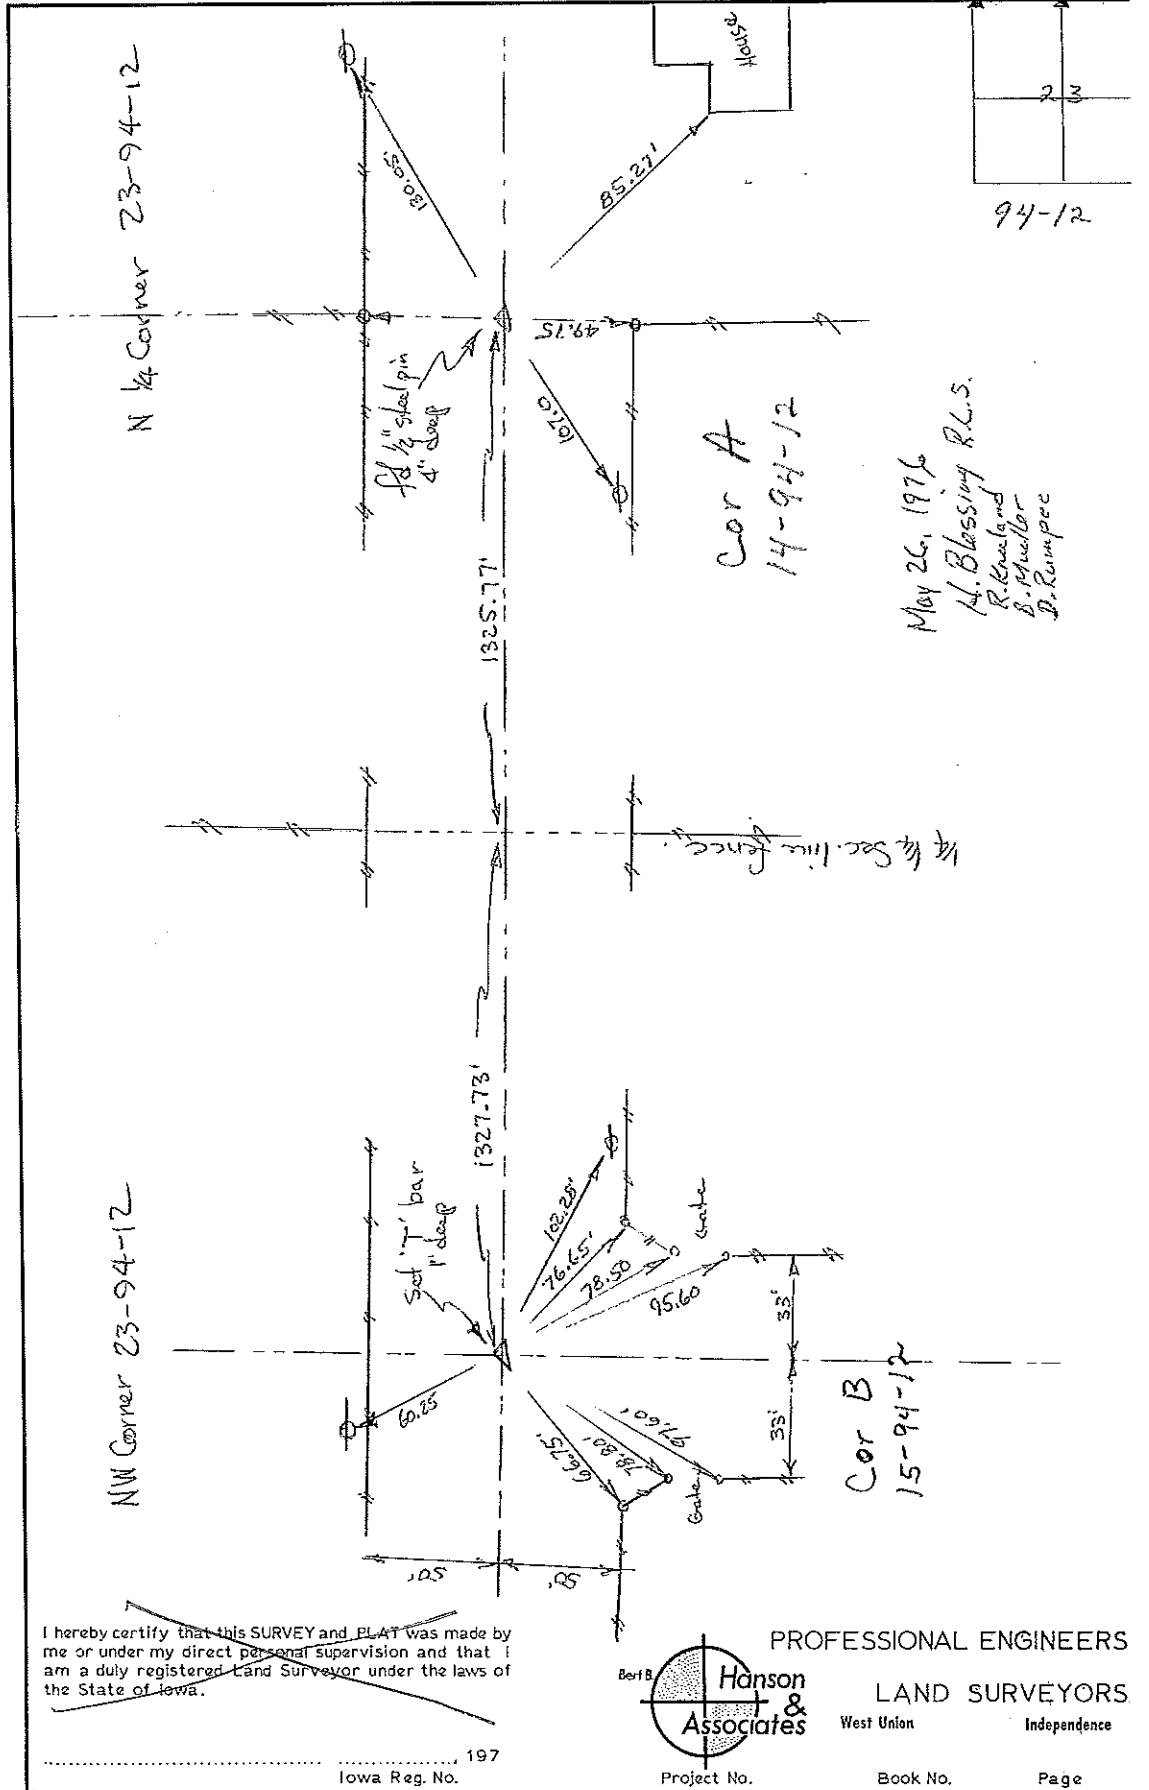 N 1/4 Corner 23-94-12
130.05'
House
85.27'
23
94-12
fd 1/2" steel pin
4" deep
49.75
107.0
Cor A
14-94-12
May 26, 1976
H. Blessing R.L.S.
R. Kneeland
B. Mueller
1325.77'
1/4 1/4 Sec. line fence
1327.73'
NW Corner 23-94-12
Set "T" bar
1" deep
102.28'
76.65'
78.50
95.60
Gate
33'
60.25
66.75'
78.80'
97.60'
Gate
33'
Cor B
15-94-12
50'
I hereby certify that this SURVEY and PLAT was made by
me or under my direct personal supervision and that I
am a duly registered Land Surveyor under the laws of
the State of Iowa.
197
Iowa Reg. No.
Bert B.
Hanson
&
Associates
PROFESSIONAL ENGINEERS
LAND SURVEYORS
West Union Independence
Project No. Book No. Page